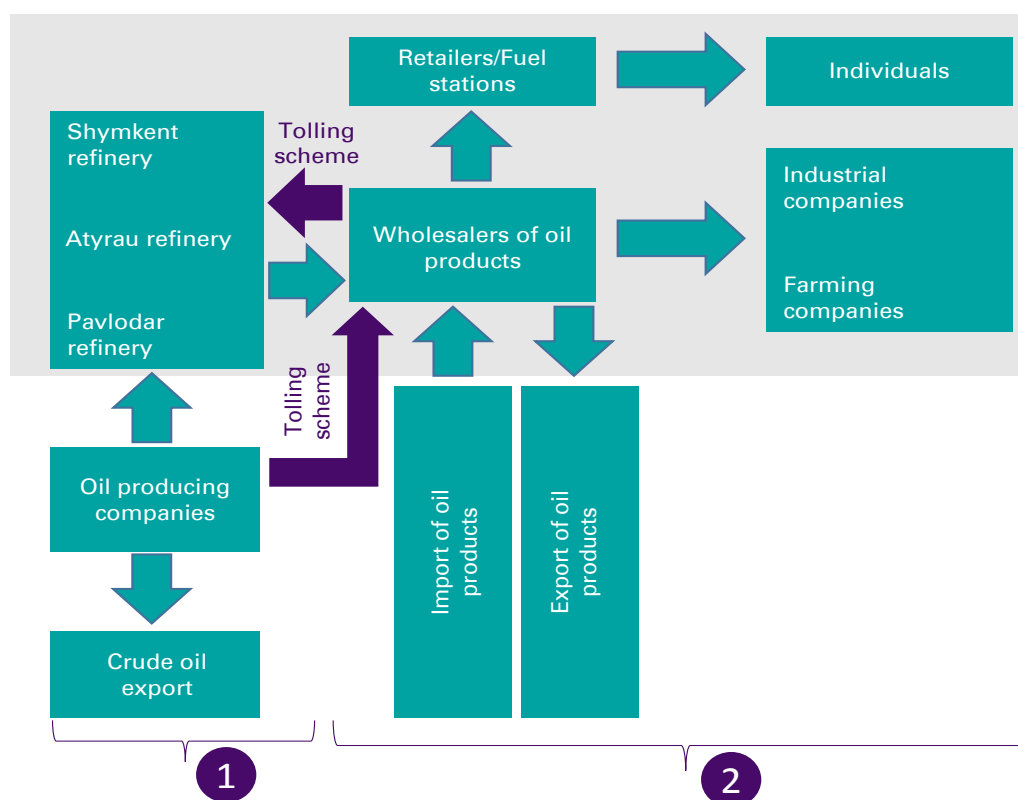 Retailers/Fuel
stations
Individuals
Shymkent
refinery
Atyrau refinery
Pavlodar
refinery
Tolling
scheme
Wholesalers of oil
products
Industrial
companies
Farming
companies
Tolling
scheme
Oil producing
companies
Import of oil
products
Export of oil
products
Crude oil
export
1
2